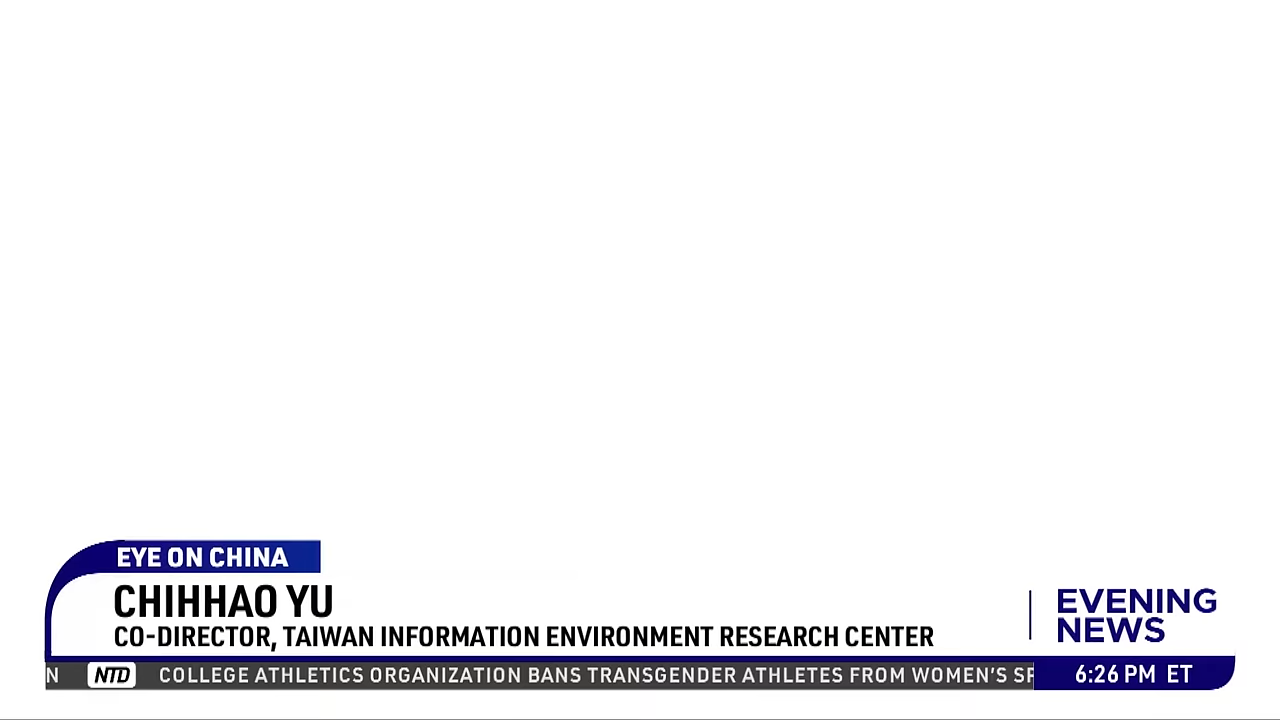 EYE ON CHINA
CHIHHAO YU
CO-DIRECTOR, TAIWAN INFORMATION ENVIRONMENT RESEARCH CENTER
EVENING
NEWS
N NTD COLLEGE ATHLETICS ORGANIZATION BANS TRANSGENDER ATHLETES FROM WOMEN'S
6:26 PM ET